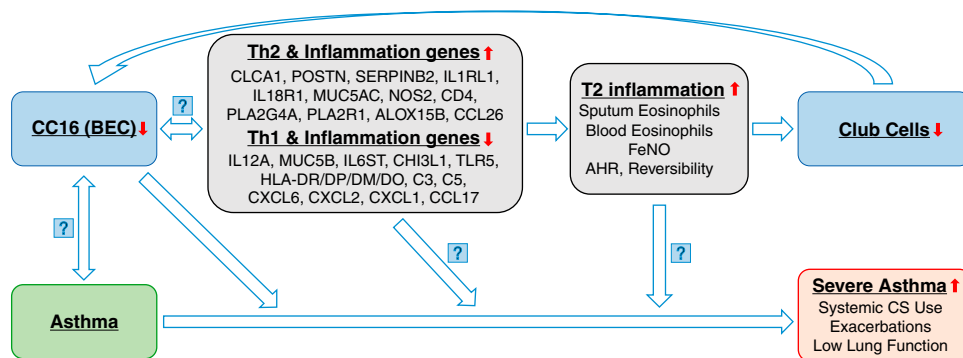 Th2 & Inflammation genes
CLCA1, POSTN, SERPINB2, IL1RL1,
IL18R1, MUC5AC, NOS2, CD4,
PLA2G4A, PLA2R1, ALOX15B, CCL26
Th1 & Inflammation genes
IL12A, MUC5B, IL6ST, CHI3L1, TLR5,
HLA-DR/DP/DM/DO, C3, C5,
CXCL6, CXCL2, CXCL1, CCL17
CC16 (BEC)
?
T2 inflammation
Sputum Eosinophils
Blood Eosinophils
FeNO
AHR, Reversibility
Club Cells
?
?
?
Asthma
Severe Asthma
Systemic CS Use
Exacerbations
Low Lung Function